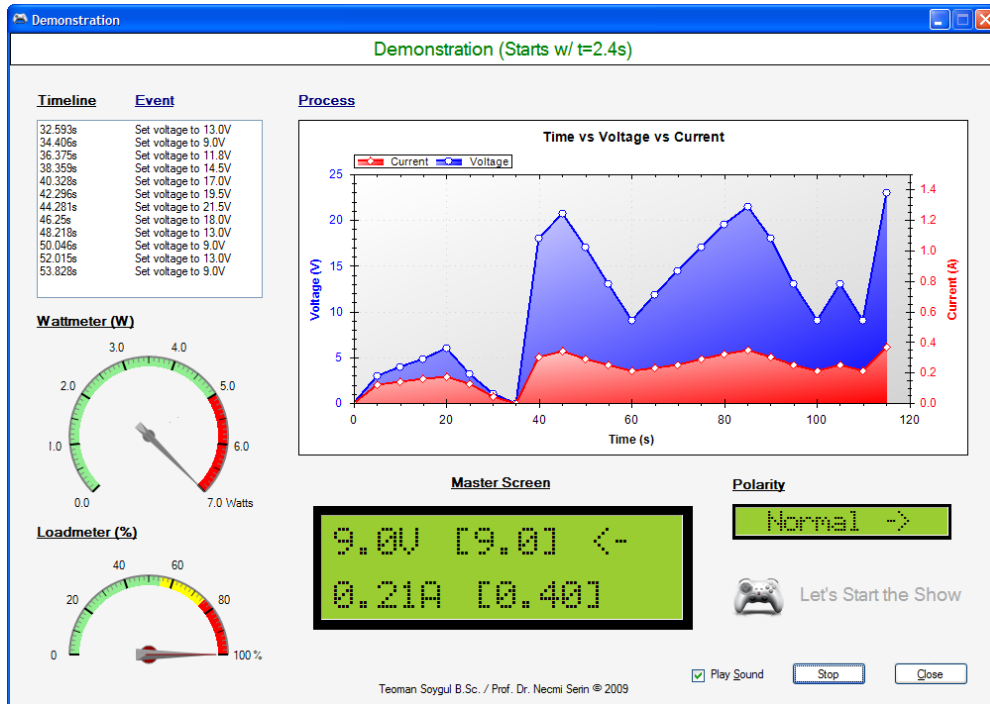 Demonstration
Demonstration (Starts w/ t=2.4s)
Timeline Event
32.593s Set voltage to 13.0V
34.406s Set voltage to 9.0V
36.375s Set voltage to 11.8V
38.359s Set voltage to 14.5V
40.328s Set voltage to 17.0V
42.296s Set voltage to 19.5V
44.281s Set voltage to 21.5V
46.25s Set voltage to 18.0V
48.218s Set voltage to 13.0V
50.046s Set voltage to 9.0V
52.015s Set voltage to 13.0V
53.828s Set voltage to 9.0V
Process
Time vs Voltage vs Current
Current Voltage
Voltage (V)
25
20
15
10
5
0
0 20 40 60 80 100 120
Time (s)
1.4
1.2
1.0
0.8
0.6
0.4
0.2
0.0
Current (A)
Wattmeter (W)
0.0
1.0
2.0
3.0
4.0
5.0
6.0
7.0 Watts
Loadmeter (%)
0
20
40
60
80
100 %
Master Screen
9.0V [9.0] <-
0.21A [0.40]
Polarity
Normal ->
Let's Start the Show
Play Sound
Stop
Close
Teoman Soygul B.Sc. / Prof. Dr. Necmi Serin © 2009